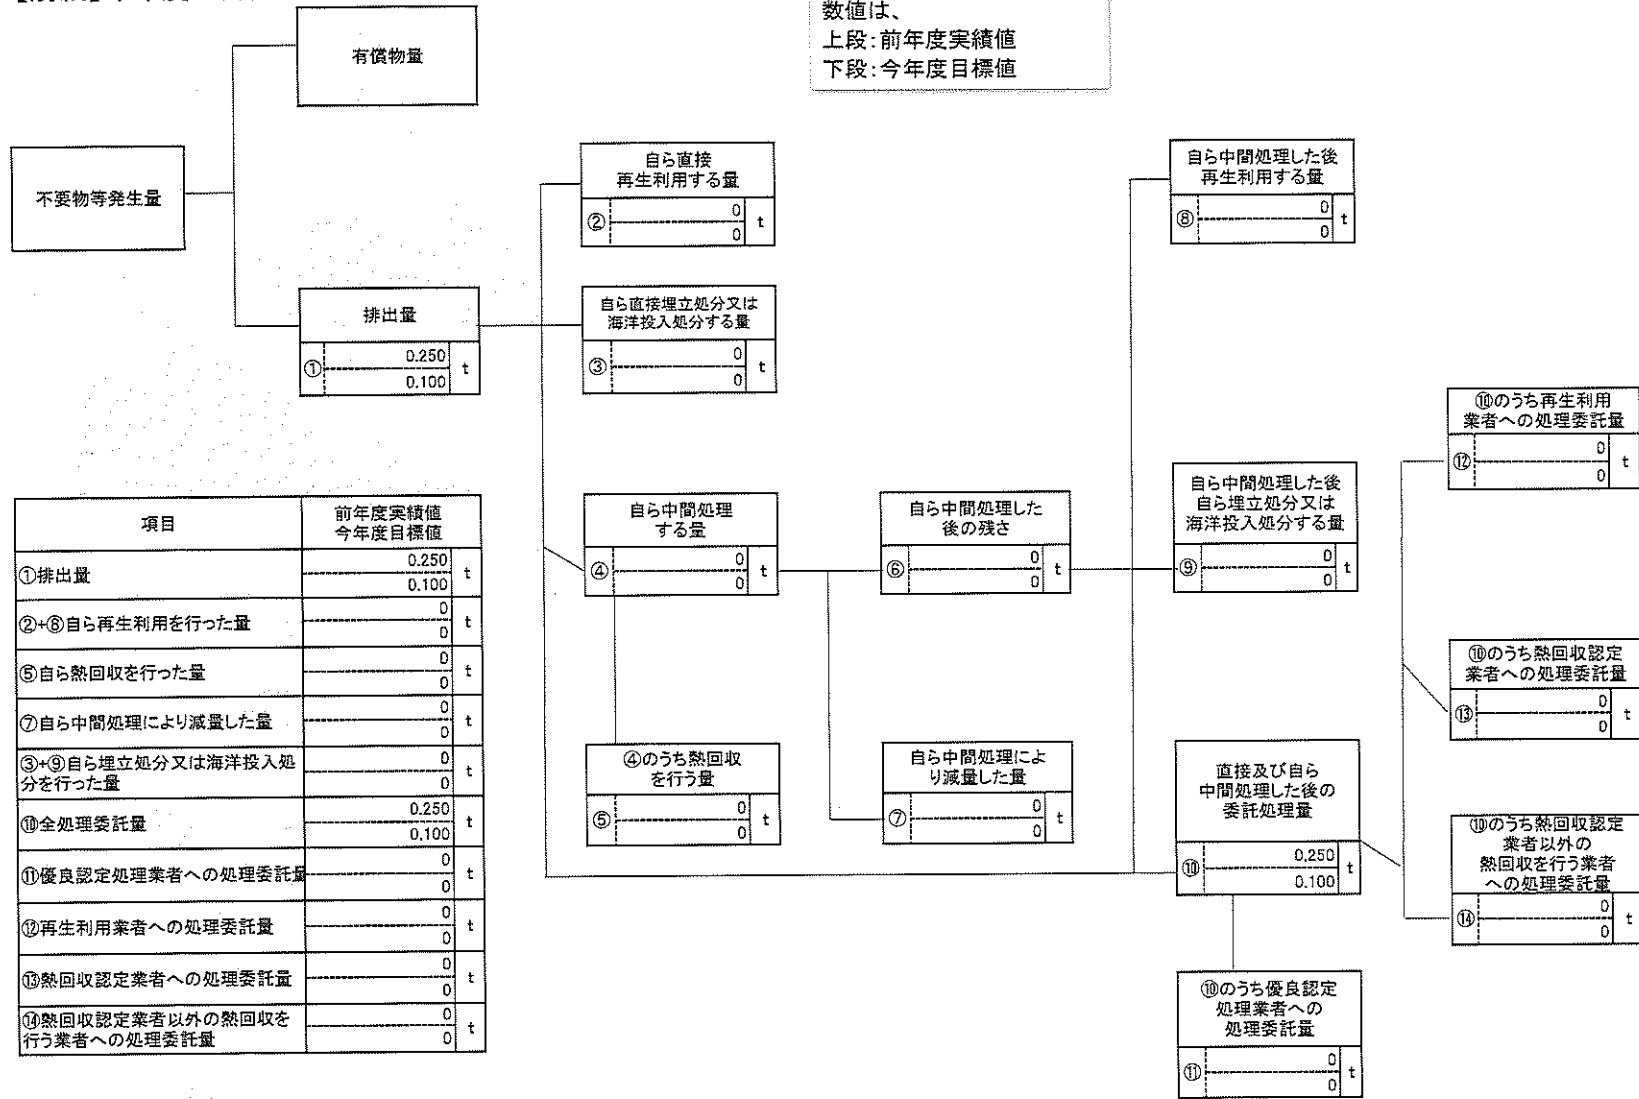 数値は、
上段:前年度実績値
下段:今年度目標値
有償物量
不要物等発生量
排出量
①
0.250
0.100
t
自ら直接
再生利用する量
②
0
0
t
自ら直接埋立処分又は
海洋投入処分する量
③
0
0
t
自ら中間処理
する量
④
0
0
t
④のうち熱回収
を行う量
⑤
0
0
t
自ら中間処理した
後の残さ
⑥
0
0
t
自ら中間処理によ
り減量した量
⑦
0
0
t
自ら中間処理した後
再生利用する量
⑧
0
0
t
自ら中間処理した後
自ら埋立処分又は
海洋投入処分する量
⑨
0
0
t
直接及び自ら
中間処理した後の
委託処理量
⑩
0.250
0.100
t
⑩のうち優良認定
処理業者への
処理委託量
⑪
0
0
t
⑩のうち再生利用
業者への処理委託量
⑫
0
0
t
⑩のうち熱回収認定
業者への処理委託量
⑬
0
0
t
⑩のうち熱回収認定
業者以外の
熱回収を行う業者
への処理委託量
⑭
0
0
t
項目
前年度実績値
今年度目標値
①排出量
0.250
0.100
t
②+⑧自ら再生利用を行った量
0
0
t
⑤自ら熱回収を行った量
0
0
t
⑦自ら中間処理により減量した量
0
0
t
③+⑨自ら埋立処分又は海洋投入処
分を行った量
0
0
t
⑩全処理委託量
0.250
0.100
t
⑪優良認定処理業者への処理委託量
0
0
t
⑫再生利用業者への処理委託量
0
0
t
⑬熱回収認定業者への処理委託量
0
0
t
⑭熱回収認定業者以外の熱回収を
行う業者への処理委託量
0
0
t